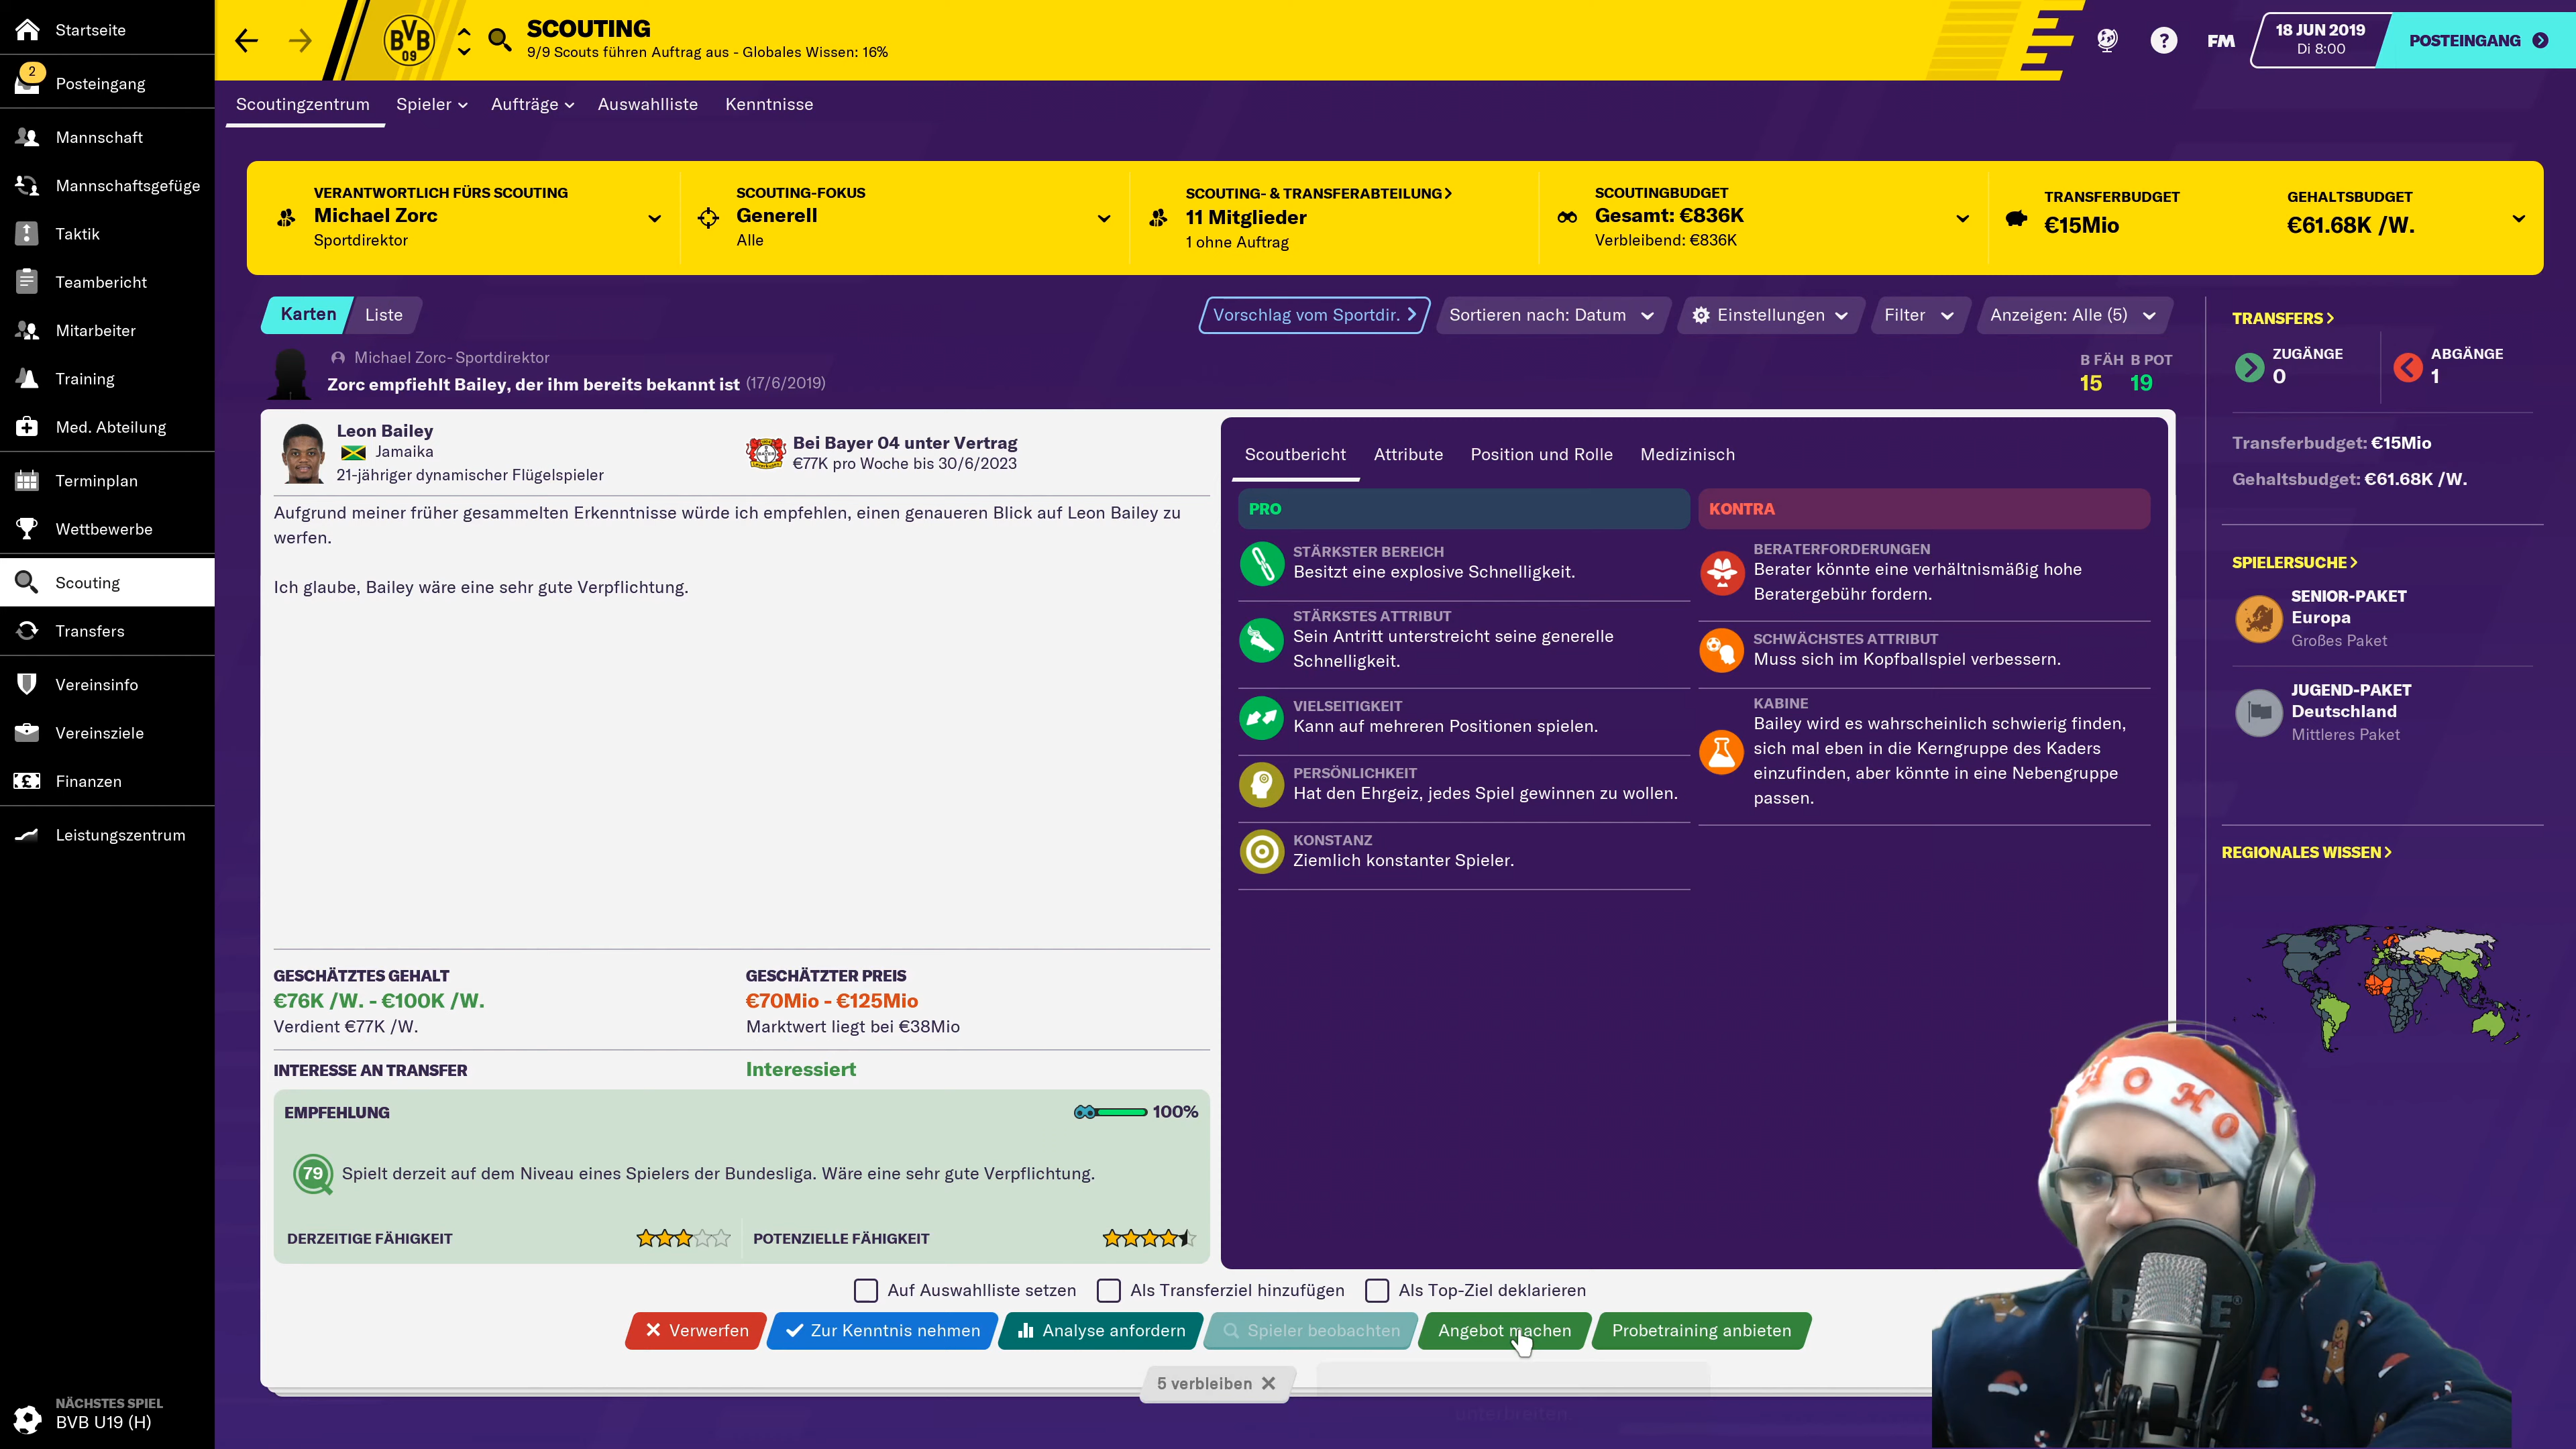 Startseite
2
Posteingang
Mannschaft
Mannschaftsgefüge
Taktik
Teambericht
Mitarbeiter
Training
Med. Abteilung
Terminplan
Wettbewerbe
Scouting
Transfers
Vereinsinfo
Vereinsziele
Finanzen
Leistungszentrum
NÄCHSTES SPIEL
BVB U19 (H)
BVB
09
SCOUTING
9/9 Scouts führen Auftrag aus - Globales Wissen: 16%
?
FM
18 JUN 2019
Di 8:00
POSTEINGANG
Scoutingzentrum
Spieler
Aufträge
Auswahlliste
Kenntnisse
VERANTWORTLICH FÜRS SCOUTING
Michael Zorc
Sportdirektor
SCOUTING-FOKUS
Generell
Alle
SCOUTING- & TRANSFERABTEILUNG
11 Mitglieder
1 ohne Auftrag
SCOUTINGBUDGET
Gesamt: €836K
Verbleibend: €836K
TRANSFERBUDGET
€15Mio
GEHALTSBUDGET
€61.68K /W.
Karten
Liste
Vorschlag vom Sportdir.
Sortieren nach: Datum
Einstellungen
Filter
Anzeigen: Alle (5)
Michael Zorc- Sportdirektor
Zorc empfiehlt Bailey, der ihm bereits bekannt ist (17/6/2019)
B FÄH B POT
15 19
Leon Bailey
Jamaika
21-jähriger dynamischer Flügelspieler
Bei Bayer 04 unter Vertrag
€77K pro Woche bis 30/6/2023
Aufgrund meiner früher gesammelten Erkenntnisse würde ich empfehlen, einen genaueren Blick auf Leon Bailey zu
werfen.
Ich glaube, Bailey wäre eine sehr gute Verpflichtung.
GESCHÄTZTES GEHALT
€76K /W. - €100K /W.
Verdient €77K /W.
GESCHÄTZTER PREIS
€70Mio - €125Mio
Marktwert liegt bei €38Mio
INTERESSE AN TRANSFER
Interessiert
EMPFEHLUNG
100%
79
Spielt derzeit auf dem Niveau eines Spielers der Bundesliga. Wäre eine sehr gute Verpflichtung.
DERZEITIGE FÄHIGKEIT
POTENZIELLE FÄHIGKEIT
Scoutbericht
Attribute
Position und Rolle
Medizinisch
PRO
STÄRKSTER BEREICH
Besitzt eine explosive Schnelligkeit.
STÄRKSTES ATTRIBUT
Sein Antritt unterstreicht seine generelle
Schnelligkeit.
VIELSEITIGKEIT
Kann auf mehreren Positionen spielen.
PERSÖNLICHKEIT
Hat den Ehrgeiz, jedes Spiel gewinnen zu wollen.
KONSTANZ
Ziemlich konstanter Spieler.
KONTRA
BERATERFORDERUNGEN
Berater könnte eine verhältnismäßig hohe
Beratergebühr fordern.
SCHWÄCHSTES ATTRIBUT
Muss sich im Kopfballspiel verbessern.
KABINE
Bailey wird es wahrscheinlich schwierig finden,
sich mal eben in die Kerngruppe des Kaders
einzufinden, aber könnte in eine Nebengruppe
passen.
Auf Auswahlliste setzen
Als Transferziel hinzufügen
Als Top-Ziel deklarieren
Verwerfen
Zur Kenntnis nehmen
Analyse anfordern
Spieler beobachten
Angebot machen
Probetraining anbieten
5 verbleiben
unterbreiten
TRANSFERS
ZUGÄNGE
0
ABGÄNGE
1
Transferbudget: €15Mio
Gehaltsbudget: €61.68K /W.
SPIELERSUCHE
SENIOR-PAKET
Europa
Großes Paket
JUGEND-PAKET
Deutschland
Mittleres Paket
REGIONALES WISSEN
HO HO